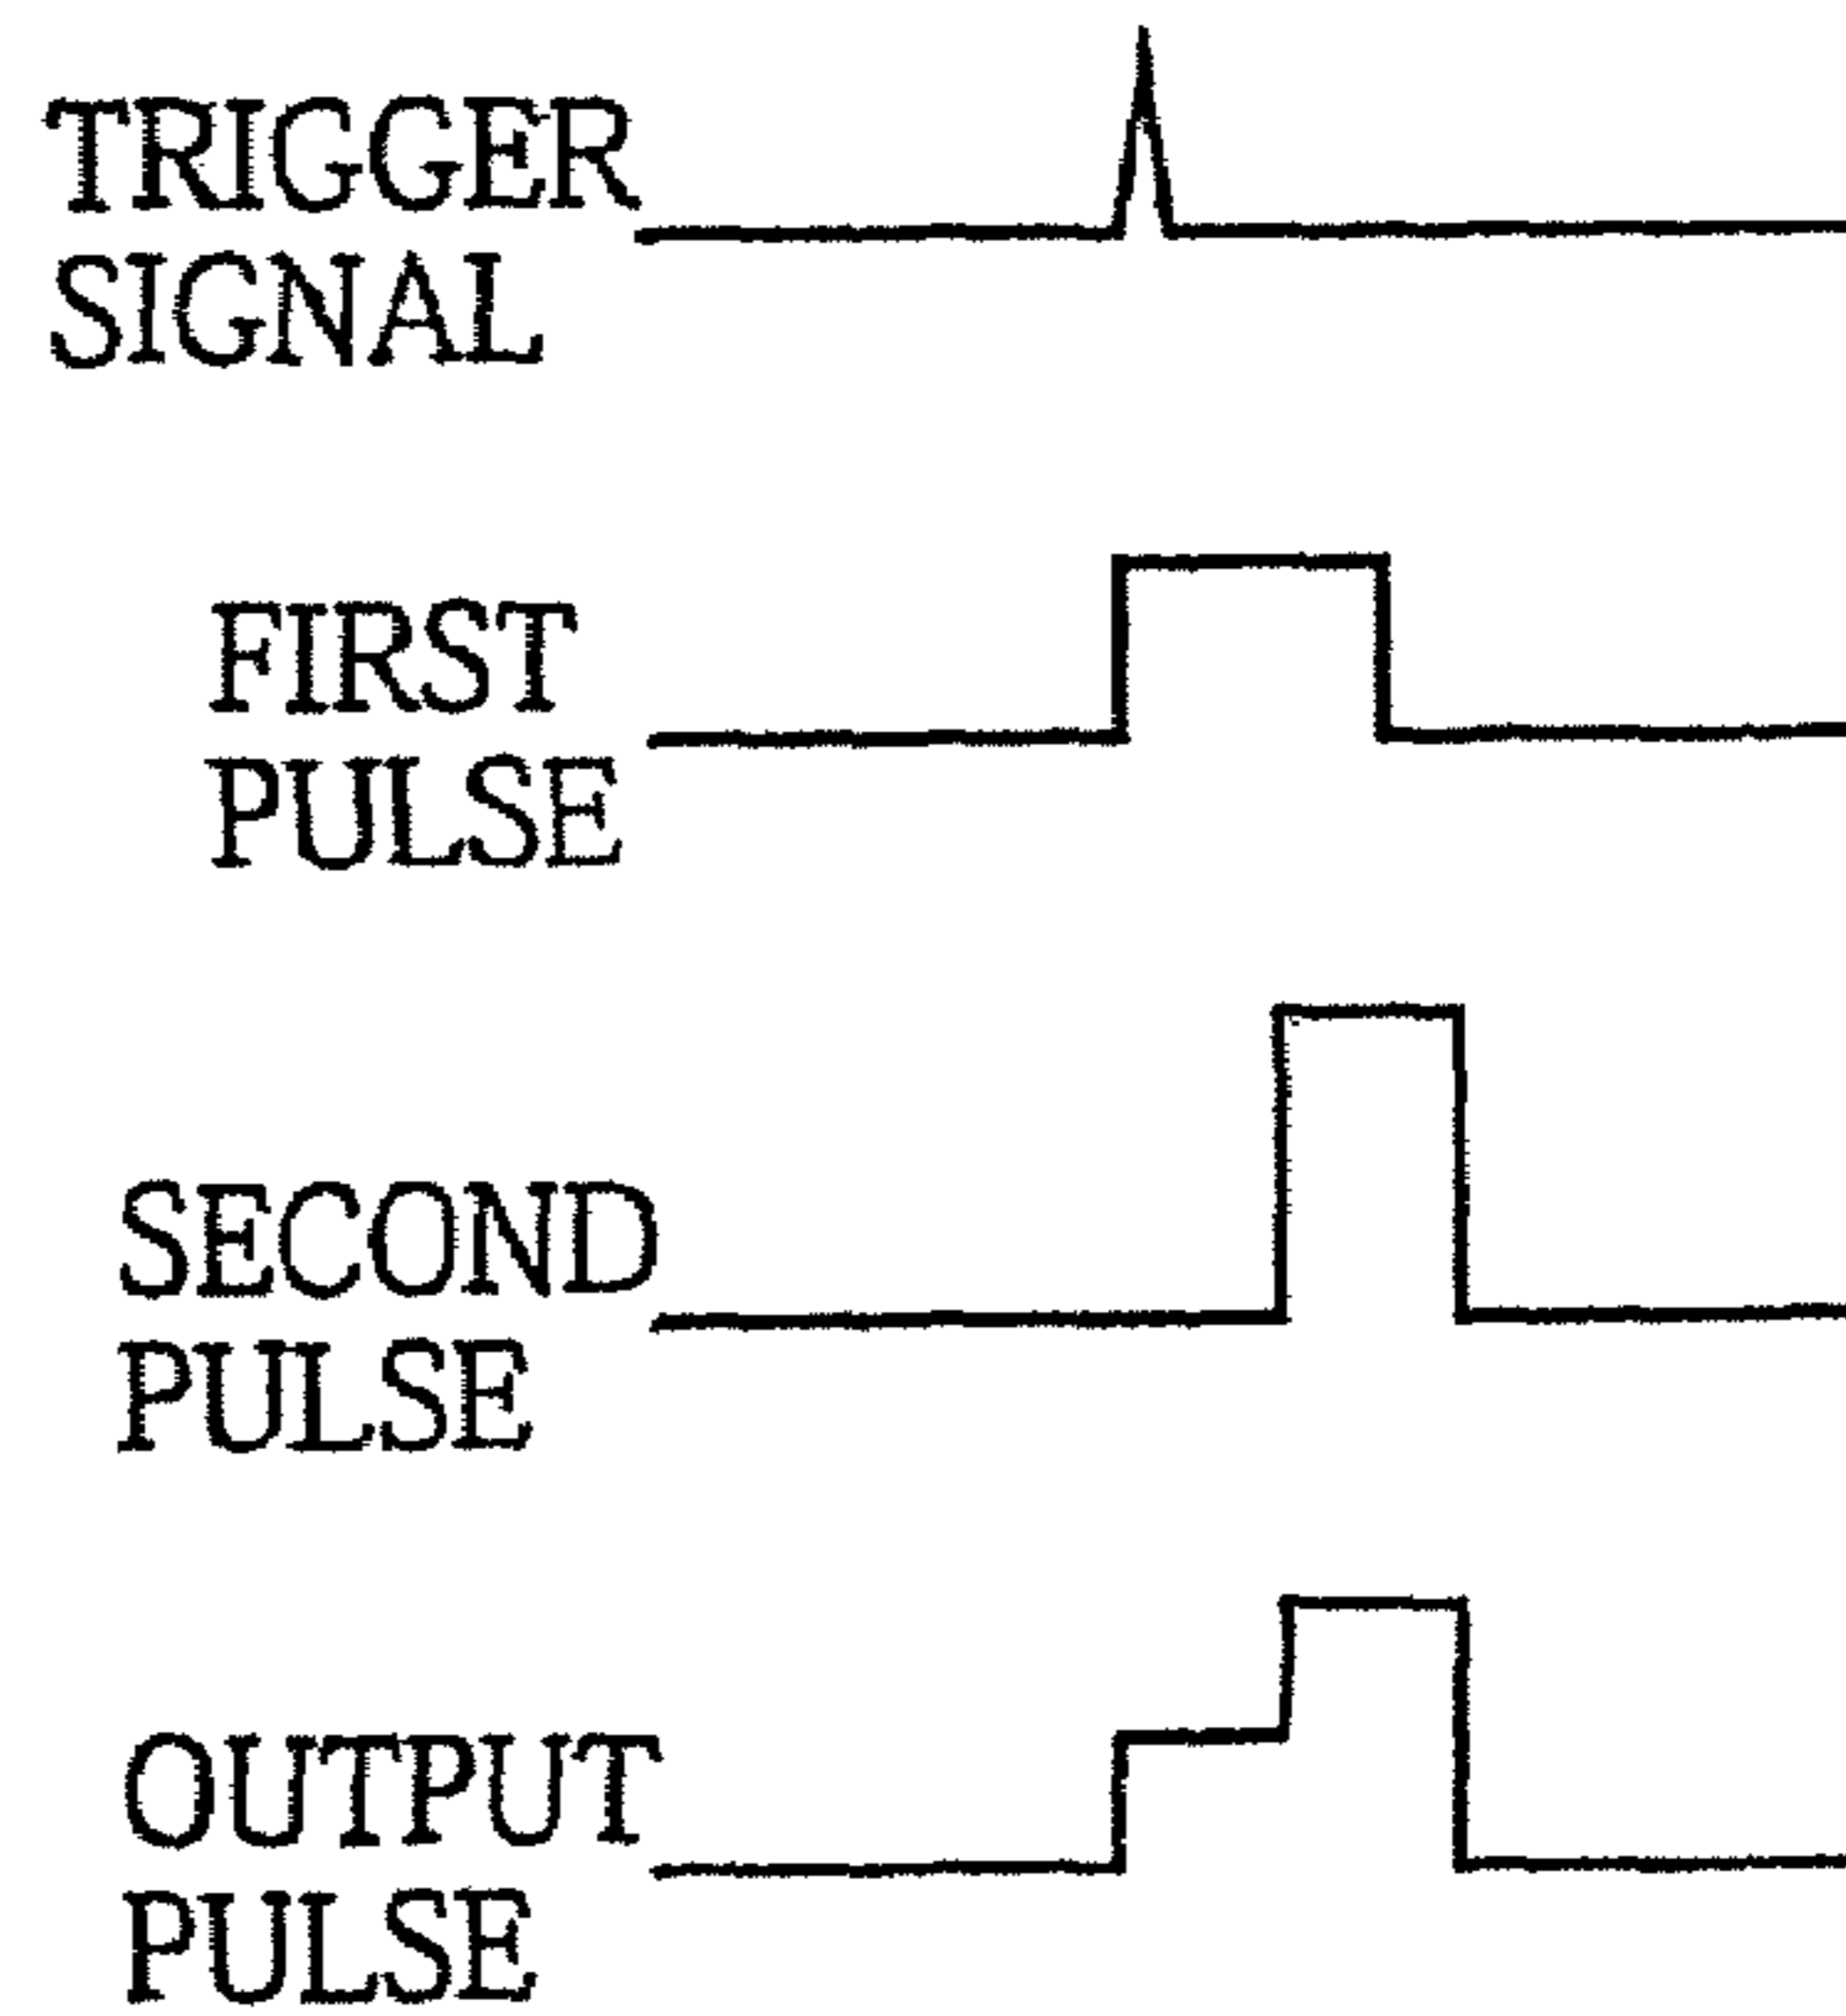 TRIGGER
SIGNAL
FIRST
PULSE
SECOND
PULSE
OUTPUT
PULSE